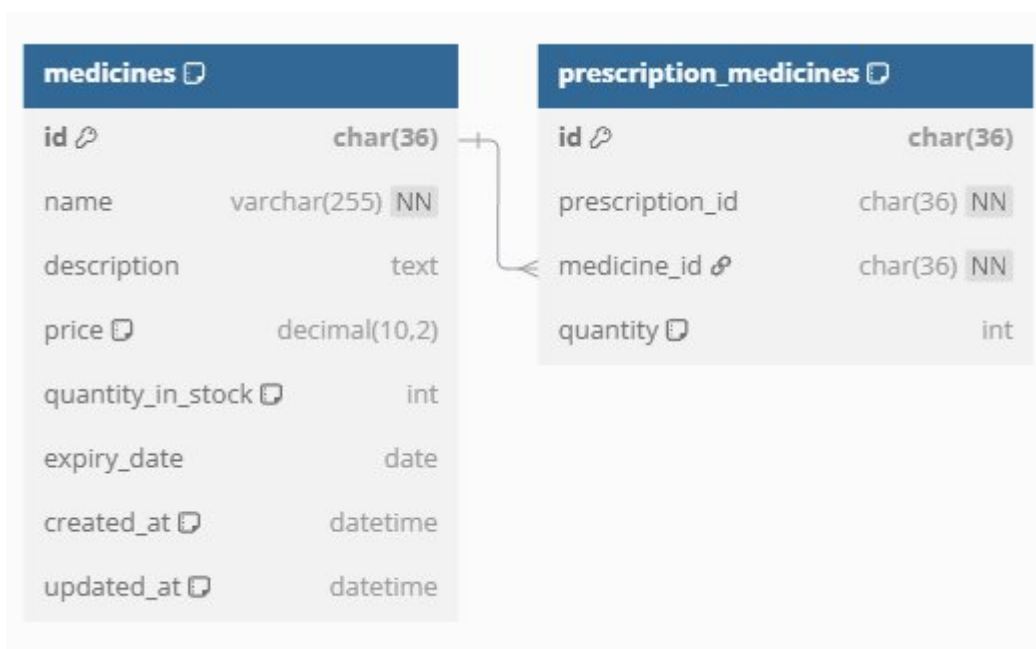 medicines
id char(36)
name varchar(255) NN
description text
price decimal(10,2)
quantity_in_stock int
expiry_date date
created_at datetime
updated_at datetime
prescription_medicines
id char(36)
prescription_id char(36) NN
medicine_id char(36) NN
quantity int